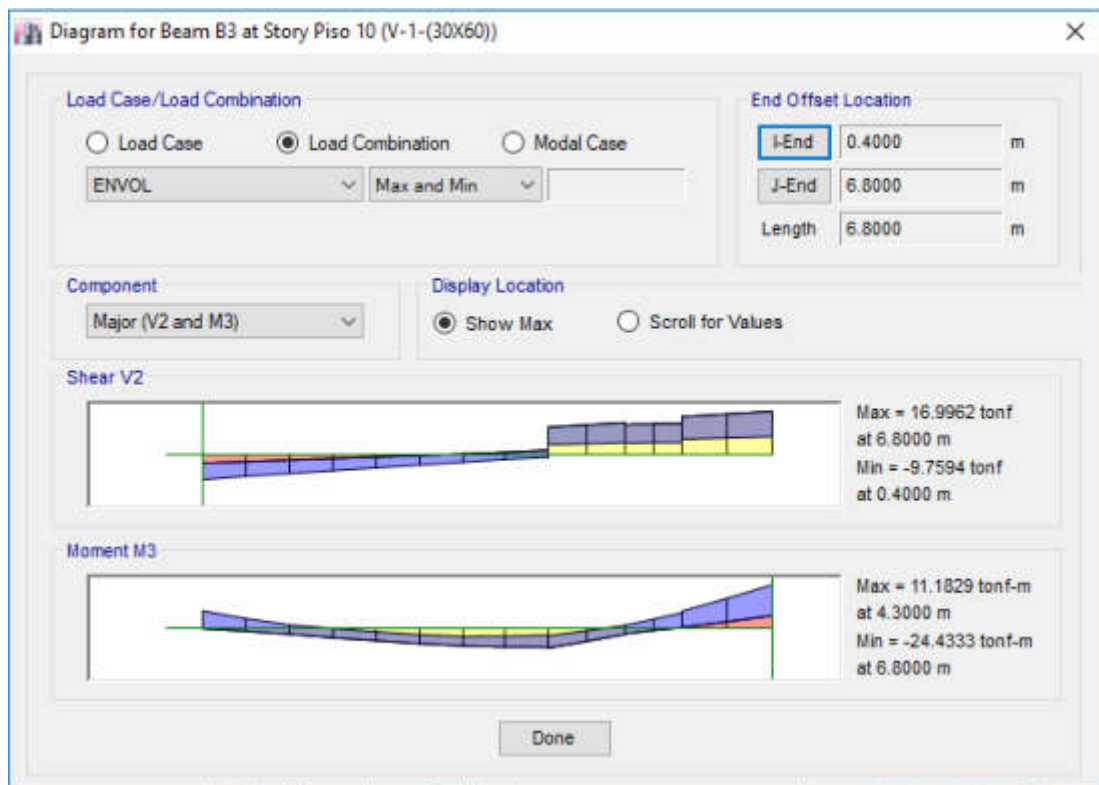 Diagram for Beam B3 at Story Piso 10 (V-1-(30X60))
Load Case/Load Combination
Load Case
Load Combination
Modal Case
ENVOL
Max and Min
End Offset Location
I-End 0.4000 m
J-End 6.8000 m
Length 6.8000 m
Component
Major (V2 and M3)
Display Location
Show Max
Scroll for Values
Shear V2
Max = 16.9962 tonf
at 6.8000 m
Min = -9.7594 tonf
at 0.4000 m
Moment M3
Max = 11.1829 tonf-m
at 4.3000 m
Min = -24.4333 tonf-m
at 6.8000 m
Done